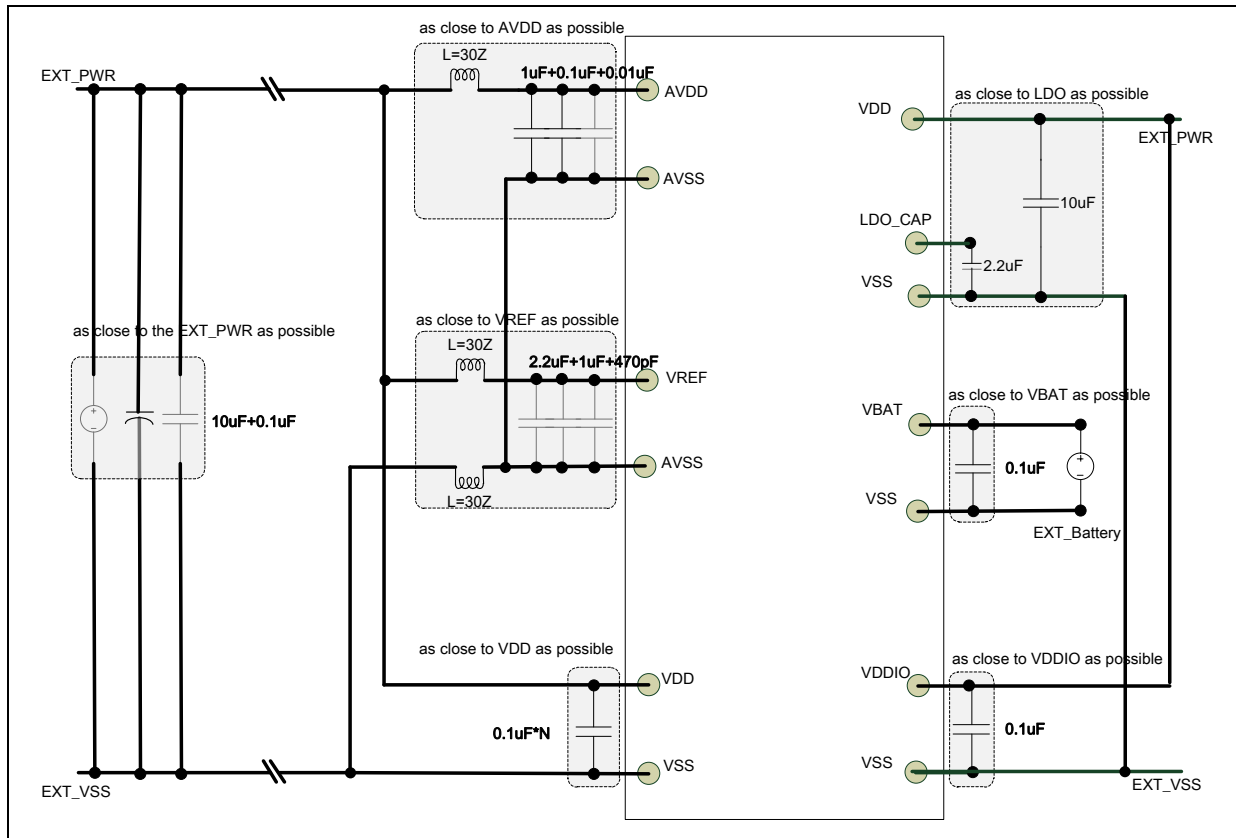 as close to AVDD as possible
L=30Z
EXT_PWR
1uF+0.1uF+0.01uF
AVDD
AVSS
as close to the EXT_PWR as possible
10uF+0.1uF
as close to VREF as possible
L=30Z
2.2uF+1uF+470pF
VREF
AVSS
L=30Z
as close to VDD as possible
VDD
0.1uF*N
VSS
EXT_VSS
as close to LDO as possible
VDD
EXT_PWR
10uF
LDO_CAP
2.2uF
VSS
as close to VBAT as possible
VBAT
0.1uF
VSS
EXT_Battery
as close to VDDIO as possible
VDDIO
0.1uF
VSS
EXT_VSS